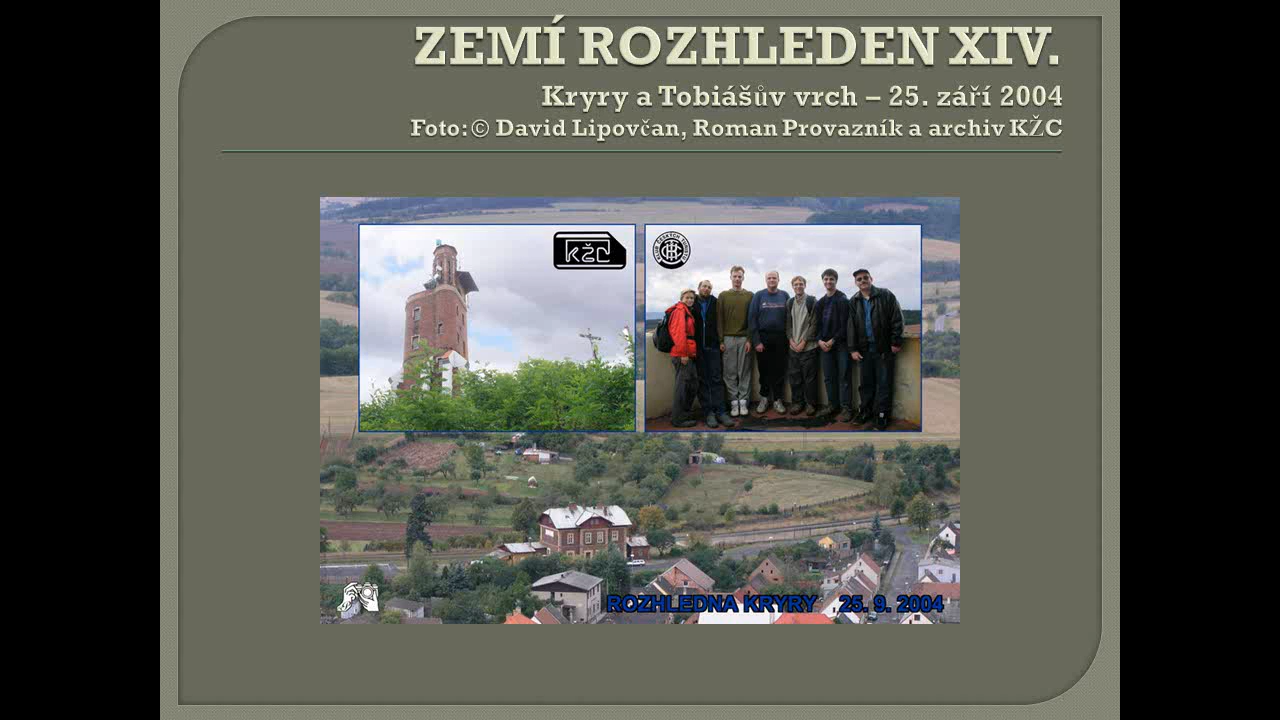 ZEMÍ ROZHLEDEN XIV.
Kryry a Tobiášův vrch – 25. září 2004
Foto: © David Lipovčan, Roman Provazník a archiv KŽC
KŽC
ROZHLEDNA KRYRY 25. 9. 2004